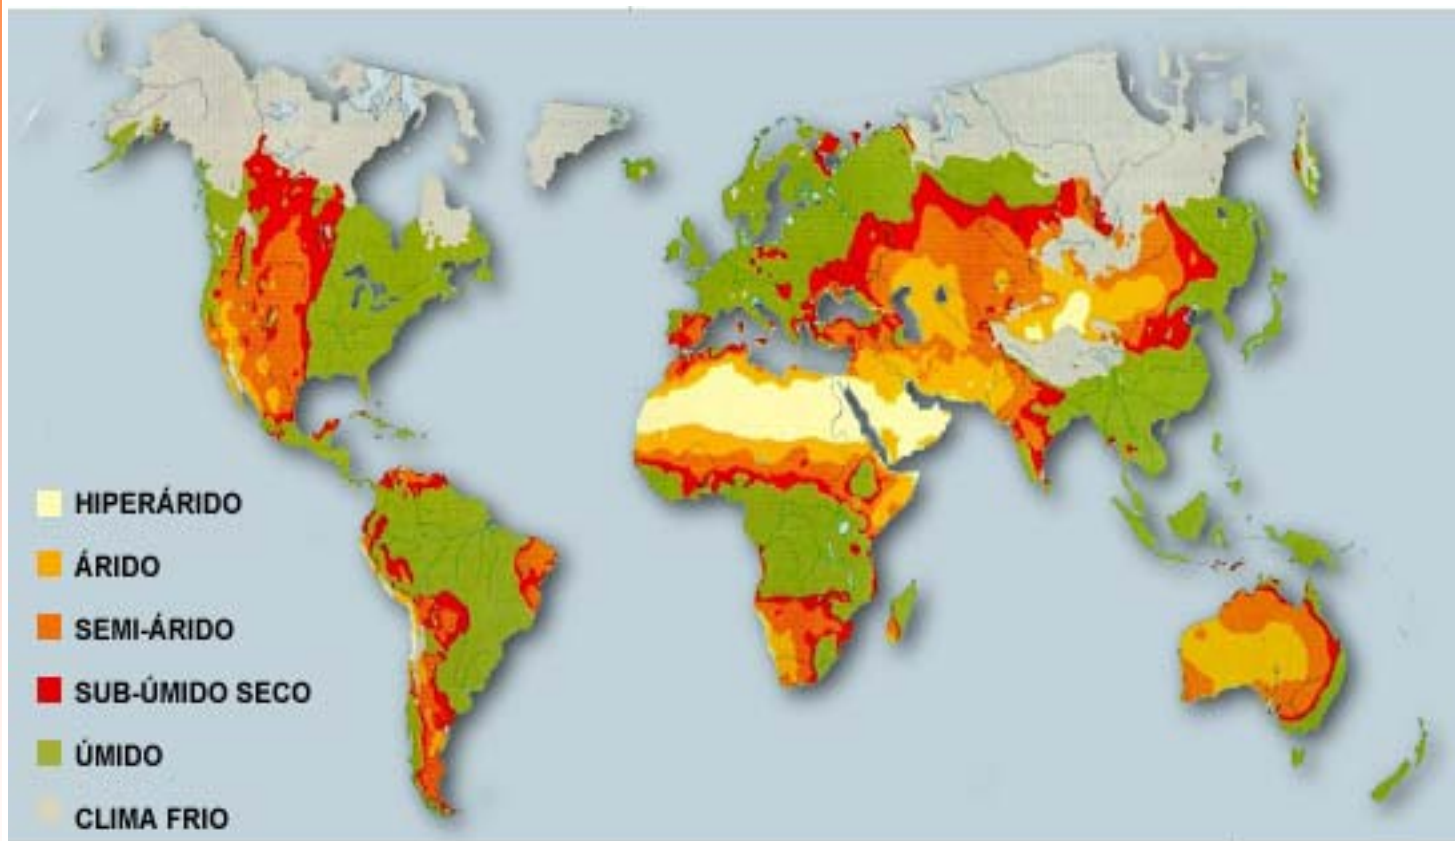 HIPERÁRIDO
ÁRIDO
SEMI-ÁRIDO
SUB-ÚMIDO SECO
ÚMIDO
CLIMA FRIO